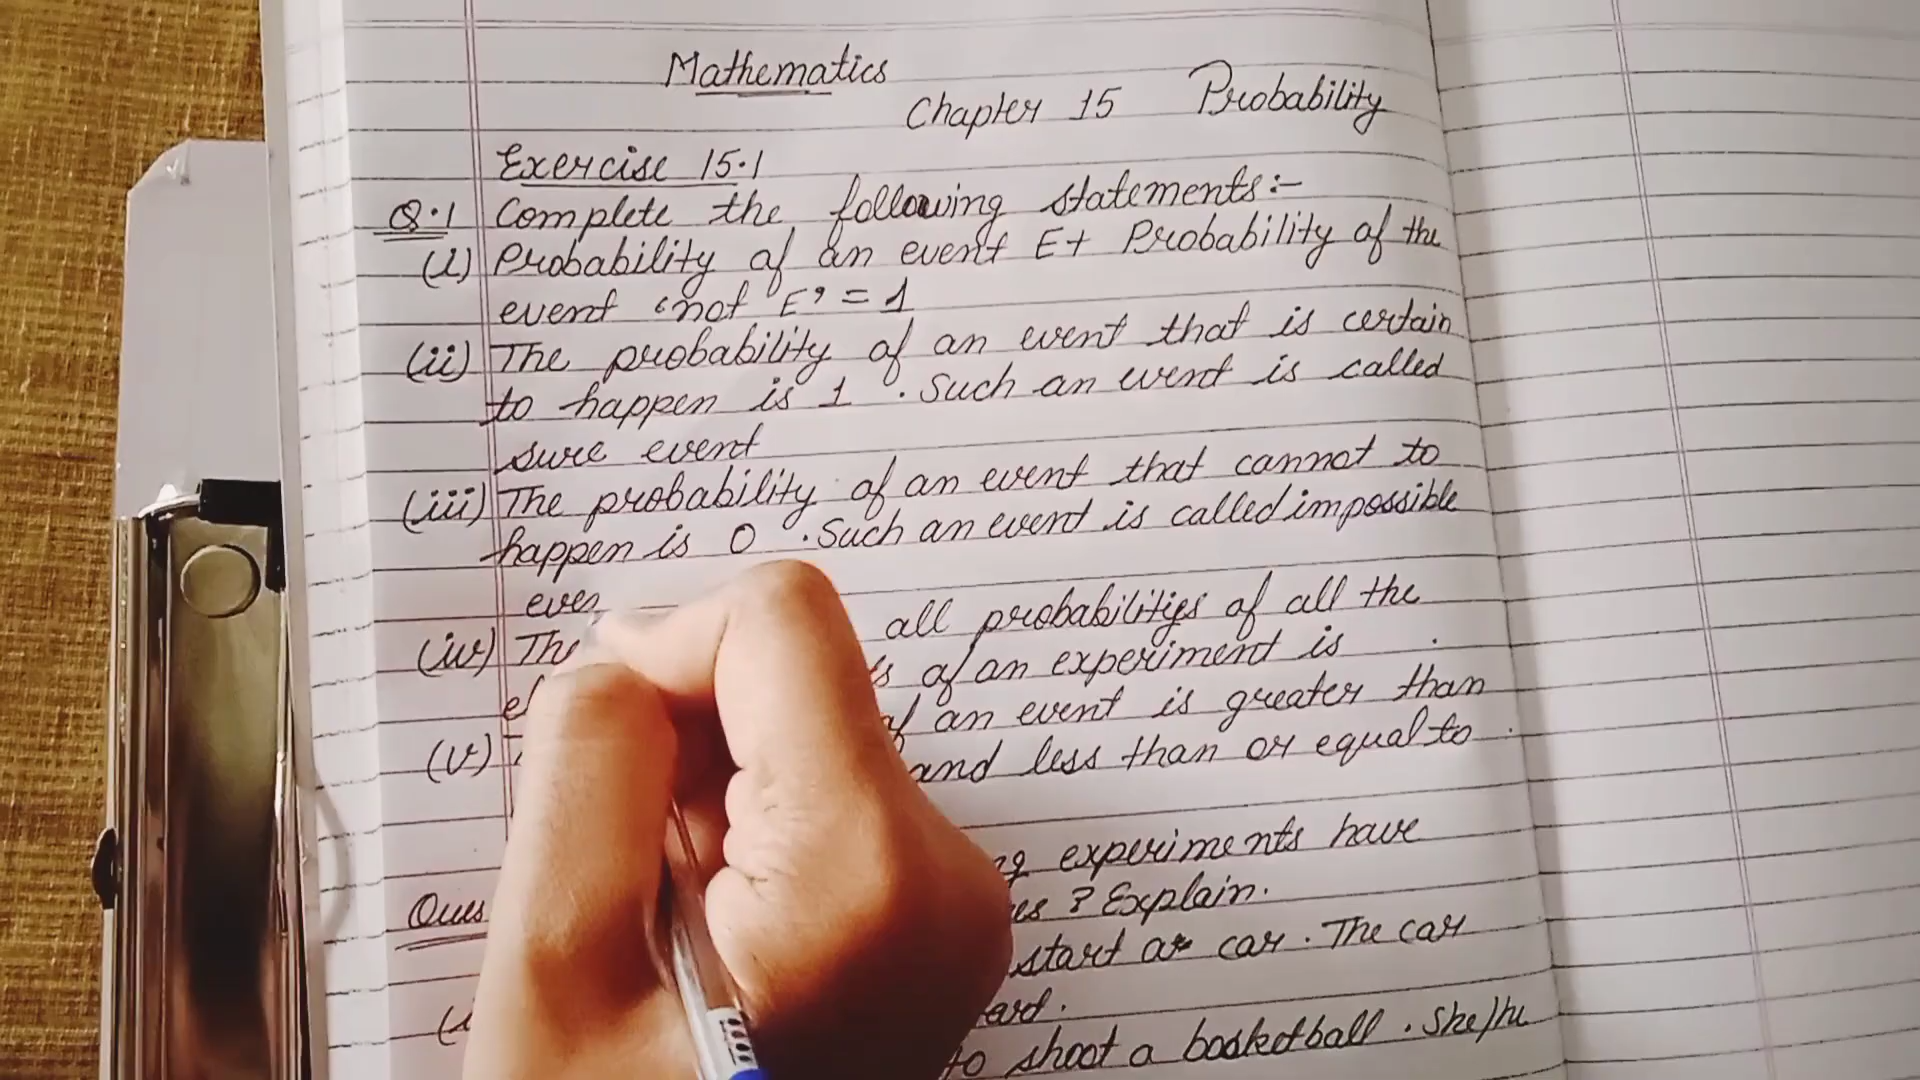 Mathematics
Chapter 15 Probability
Exercise 15.1
Q.1 Complete the following statements:-
(i) Probability of an event E+ Probability of the
event 'not E' = 1
(ii) The probability of an event that is certain
to happen is 1 . Such an event is called
sure event
(iii) The probability of an event that cannot to
happen is 0 . Such an event is called impossible
even
(iv) The all probabilities of all the
el s of an experiment is .
(v) of an event is greater than
and less than or equal to .
experiments have
Ques ? Explain.
start a car . The car
to shoot a basketball . She/he